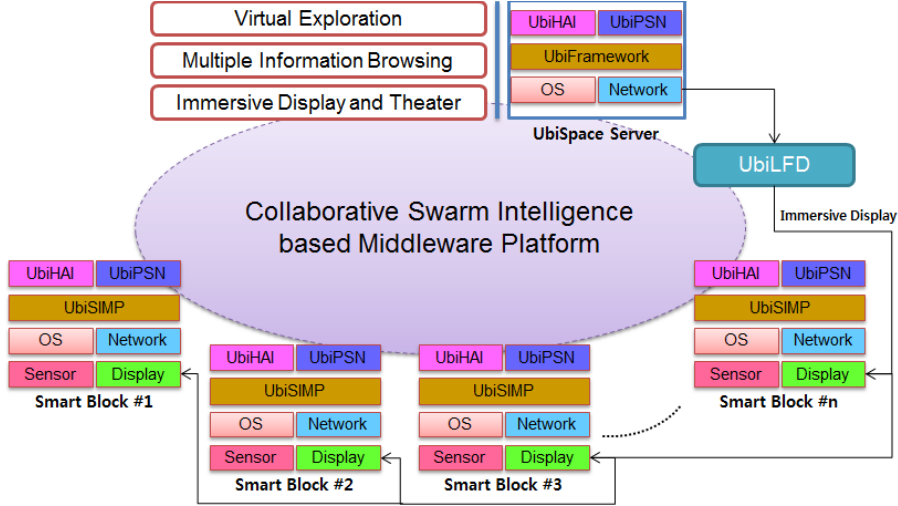 Virtual Exploration
Multiple Information Browsing
Immersive Display and Theater
UbiHAI UbiPSN
UbiFramework
OS Network
UbiSpace Server
UbiLFD
Immersive Display
Collaborative Swarm Intelligence
based Middleware Platform
UbiHAI UbiPSN
UbiSIMP
OS Network
Sensor Display
Smart Block #1
UbiHAI UbiPSN
UbiSIMP
OS Network
Sensor Display
Smart Block #2
UbiHAI UbiPSN
UbiSIMP
OS Network
Sensor Display
Smart Block #3
UbiHAI UbiPSN
UbiSIMP
OS Network
Sensor Display
Smart Block #n